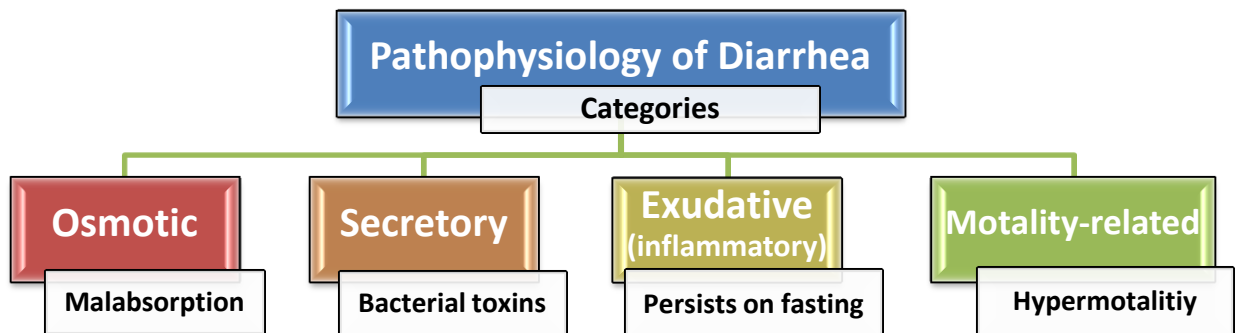 Pathophysiology of Diarrhea
Categories
Osmotic
Malabsorption
Secretory
Bacterial toxins
Exudative
(inflammatory)
Persists on fasting
Motality-related
Hypermotalitiy